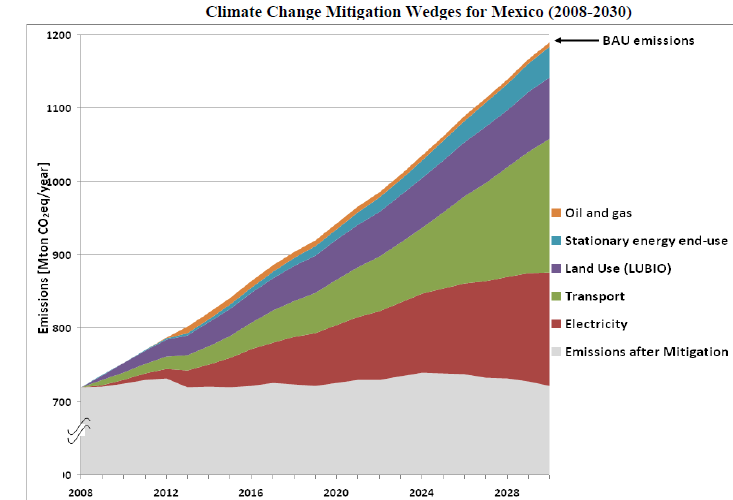 Climate Change Mitigation Wedges for Mexico (2008-2030)
1200
BAU emissions
1100
1000
900
800
700
00
Emissions [Mton CO₂eq/year]
Oil and gas
Stationary energy end-use
Land Use (LUBIO)
Transport
Electricity
Emissions after Mitigation
2008 2012 2016 2020 2024 2028